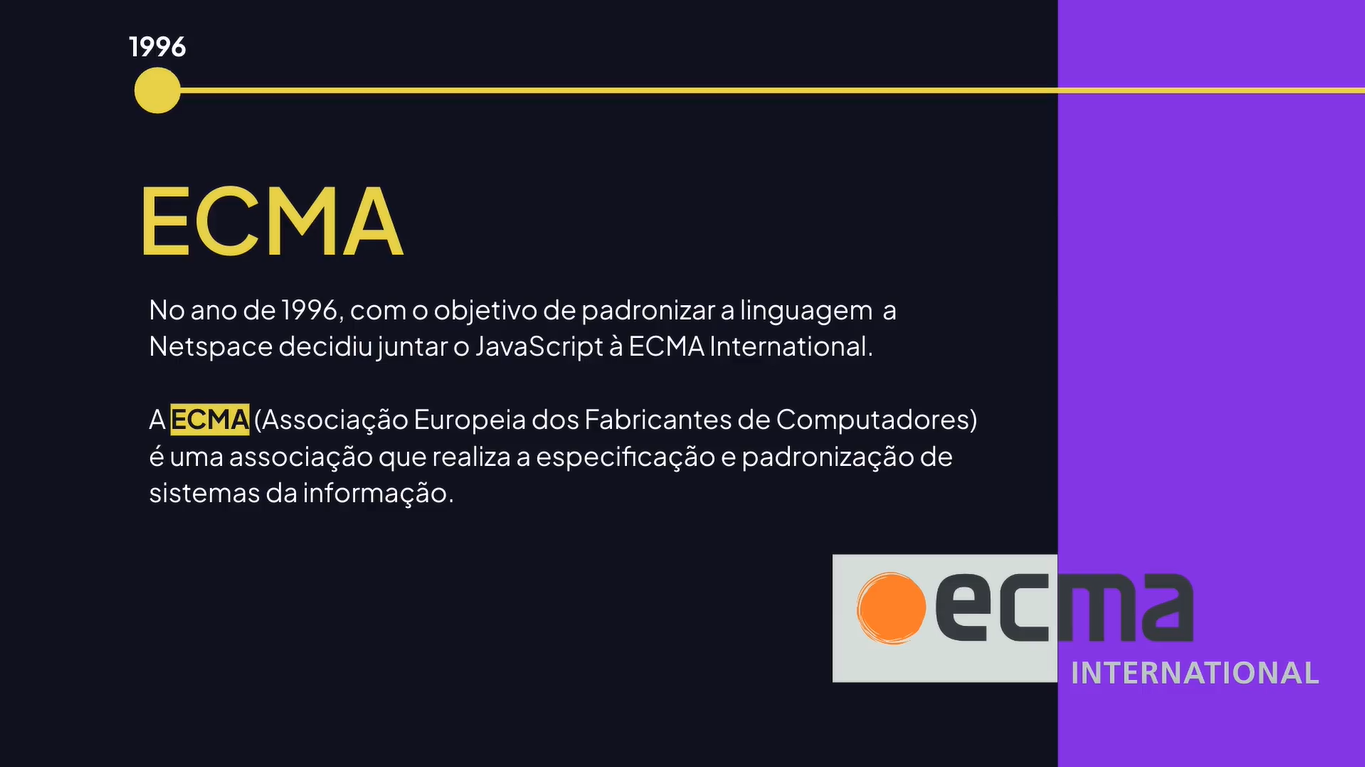 1996
ECMA
No ano de 1996, com o objetivo de padronizar a linguagem a
Netspace decidiu juntar o JavaScript à ECMA International.
A ECMA (Associação Europeia dos Fabricantes de Computadores)
é uma associação que realiza a especificação e padronização de
sistemas da informação.
ecma
INTERNATIONAL